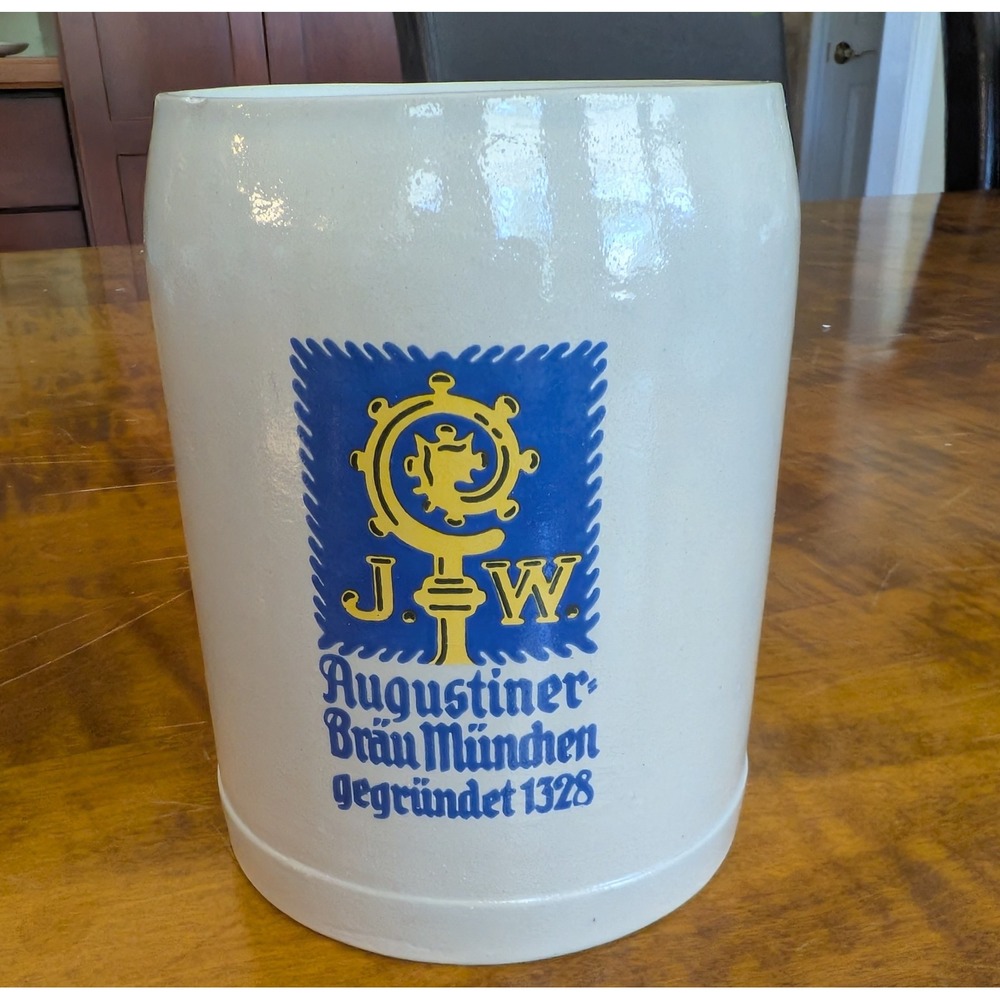 J. W.
Augustiner-
Bräu München
gegründet 1328